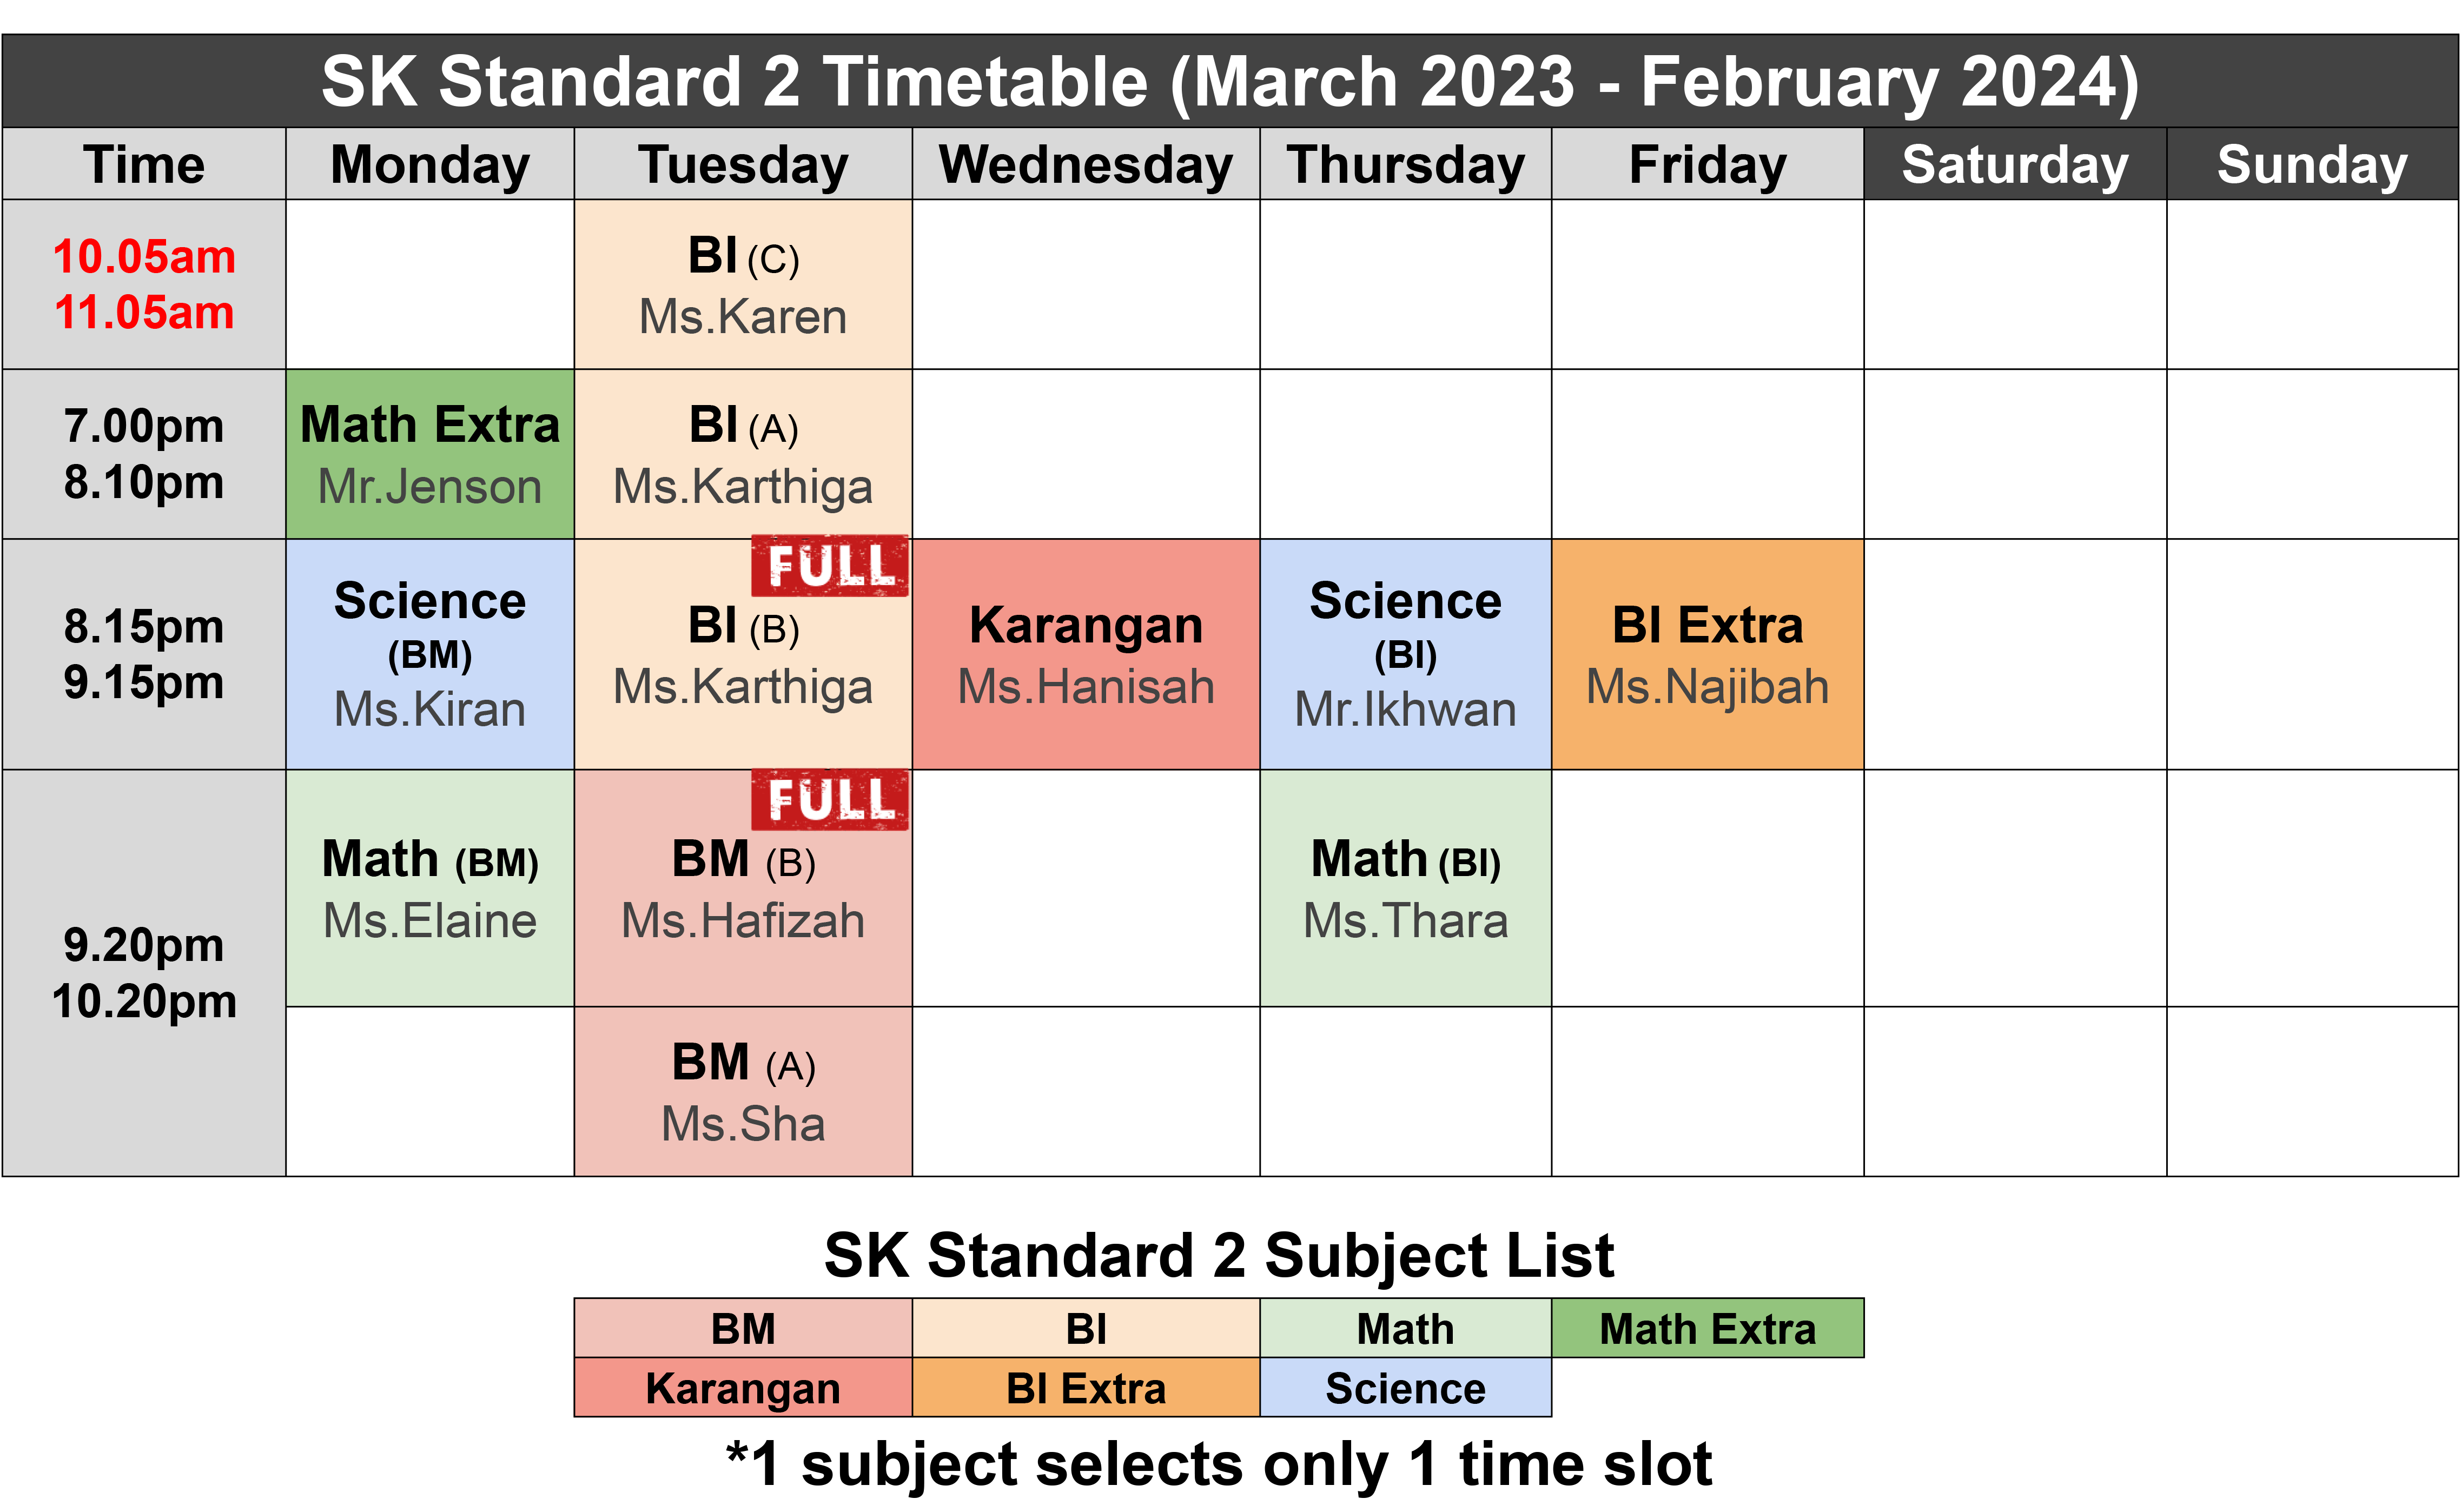 SK Standard 2 Timetable (March 2023 - February 2024)
Time Monday Tuesday Wednesday Thursday Friday Saturday Sunday
10.05am
11.05am
BI (C)
Ms.Karen
7.00pm
8.10pm
Math Extra
Mr.Jenson
BI (A)
Ms.Karthiga
8.15pm
9.15pm
Science
(BM)
Ms.Kiran
FULL
BI (B)
Ms.Karthiga
Karangan
Ms.Hanisah
Science
(BI)
Mr.Ikhwan
BI Extra
Ms.Najibah
9.20pm
10.20pm
Math (BM)
Ms.Elaine
FULL
BM (B)
Ms.Hafizah
Math (BI)
Ms.Thara
BM (A)
Ms.Sha
SK Standard 2 Subject List
BM BI Math Math Extra
Karangan BI Extra Science
*1 subject selects only 1 time slot